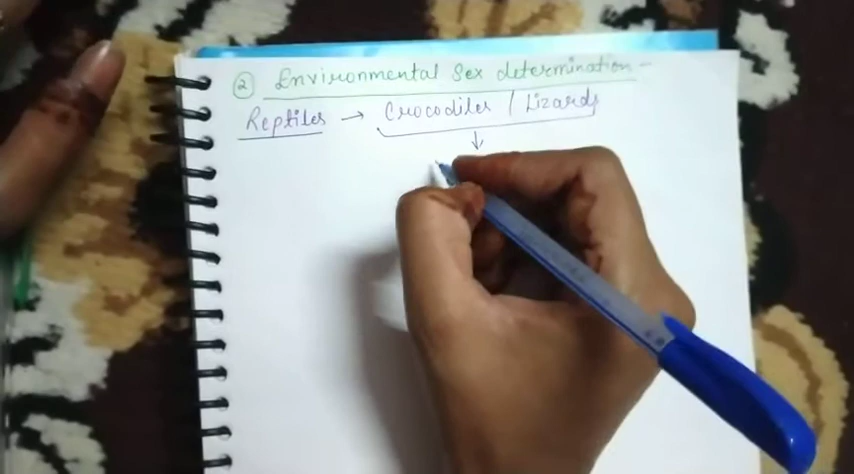 ② Environmental Sex determination -
Reptiles → Crocodiles / Lizards
↓